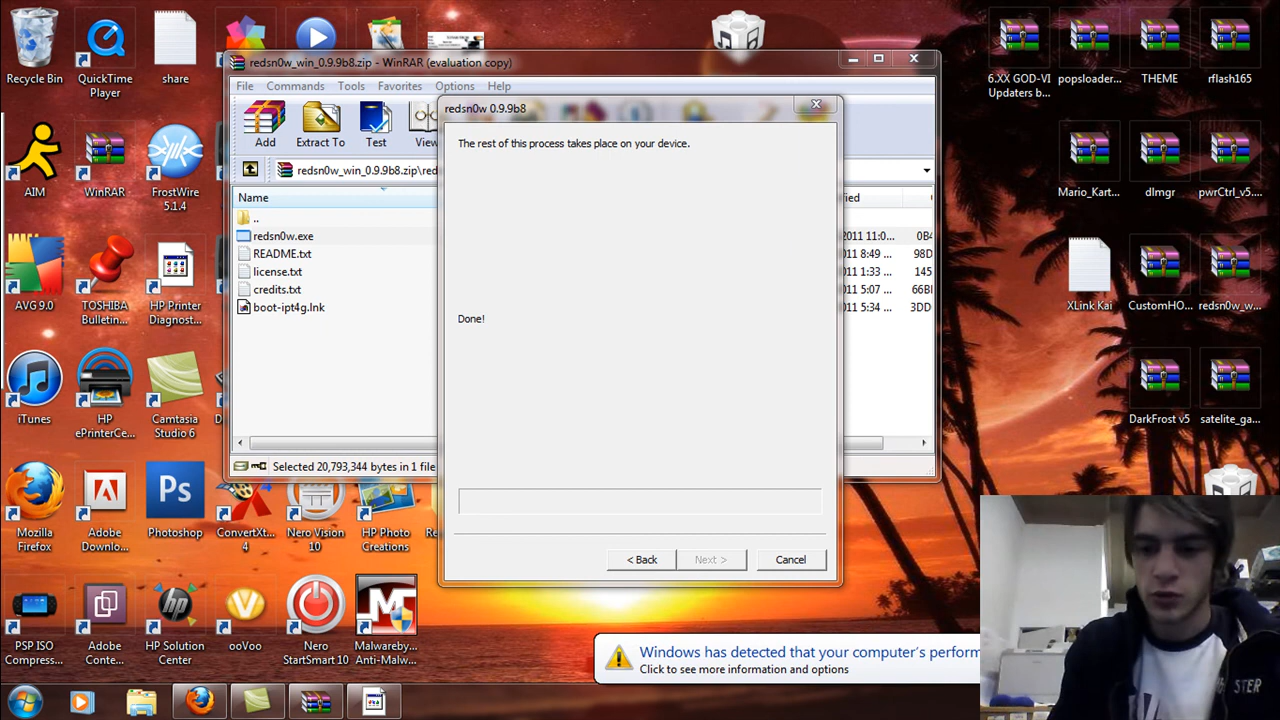 Recycle Bin
QuickTime
Player
share
6.XX GOD-VI
Updaters b...
popsloader...
THEME
rflash165
redsn0w_win_0.9.9b8.zip - WinRAR (evaluation copy)
File Commands Tools Favorites Options Help
redsn0w 0.9.9b8
Add Extract To Test View
The rest of this process takes place on your device.
redsn0w_win_0.9.9b8.zip\red
AIM
WinRAR
FrostWire
5.1.4
Mario_Kart...
dlmgr
pwrCtrl_v5....
Name
..
redsn0w.exe
2011 11:0... 0B4
README.txt
2011 8:49 ... 98D
license.txt
2011 1:33 ... 145
credits.txt
2011 5:07 ... 66B
boot-ipt4g.lnk
2011 5:34 ... 3DD
AVG 9.0
TOSHIBA
Bulletin...
HP Printer
Diagnost...
XLink Kai
CustomHO...
redsn0w_w...
Done!
iTunes
HP
ePrinterCe...
Camtasia
Studio 6
DarkFrost v5
satelite_ga...
Selected 20,793,344 bytes in 1 file
Mozilla
Firefox
Adobe
Downlo...
Ps
Photoshop
ConvertXt...
4
Nero Vision
10
HP Photo
Creations
< Back Next > Cancel
PSP ISO
Compress...
Adobe
Conte...
HP Solution
Center
ooVoo
Nero
StartSmart 10
Malwareby...
Anti-Malw...
Windows has detected that your computer's perform
Click to see more information and options
STER